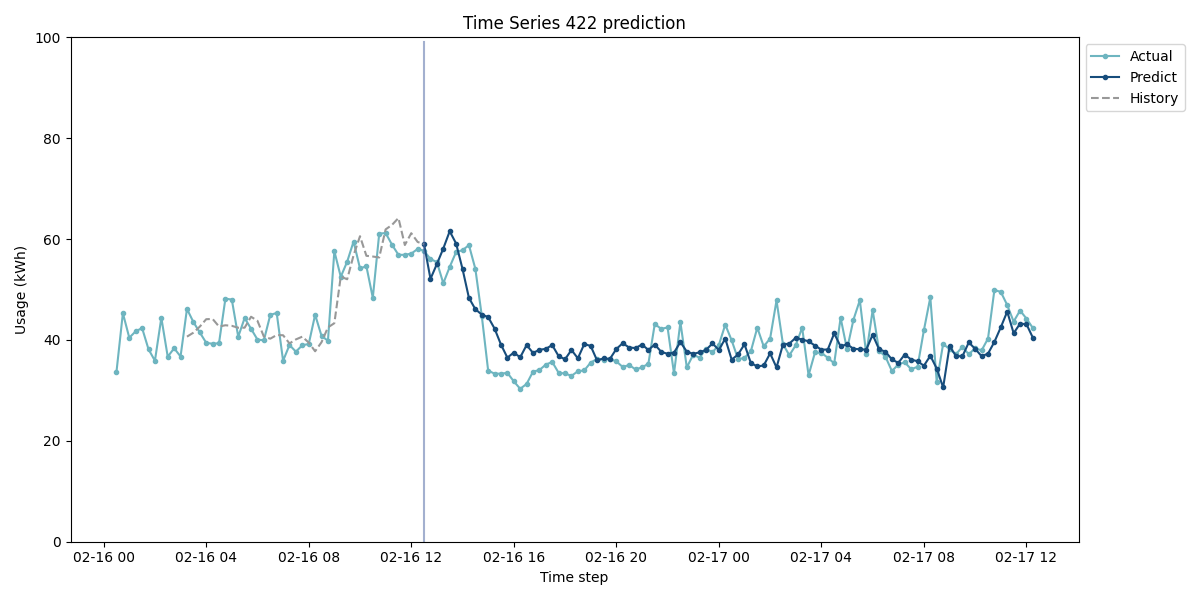 Time Series 422 prediction
Usage (kWh)
100
80
60
40
20
0
02-16 00
02-16 04
02-16 08
02-16 12
02-16 16
02-16 20
02-17 00
02-17 04
02-17 08
02-17 12
Time step
Actual
Predict
History